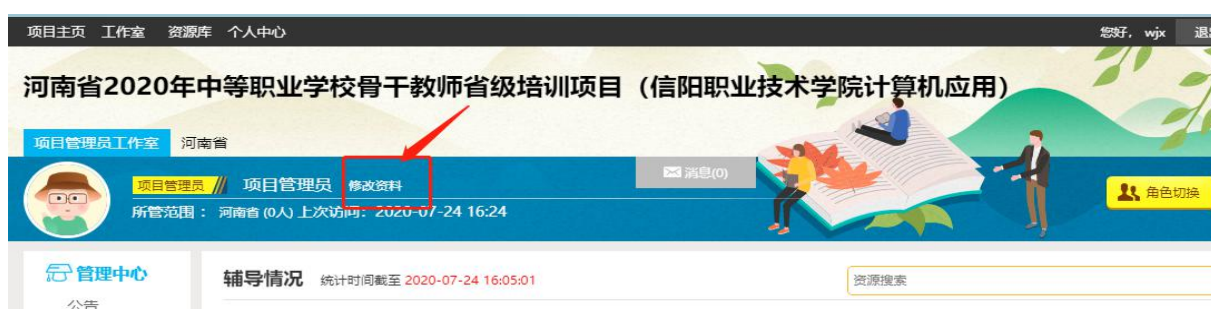 项目主页 工作室 资源库 个人中心 您好，wjx 退
河南省2020年中等职业学校骨干教师省级培训项目（信阳职业技术学院计算机应用）
项目管理员工作室 河南省
消息(0)
项目管理员 项目管理员 修改资料
角色切换
所管范围： 河南省 (0人) 上次访问：2020-07-24 16:24
管理中心 辅导情况 统计时间截至 2020-07-24 16:05:01 资源搜索
公告